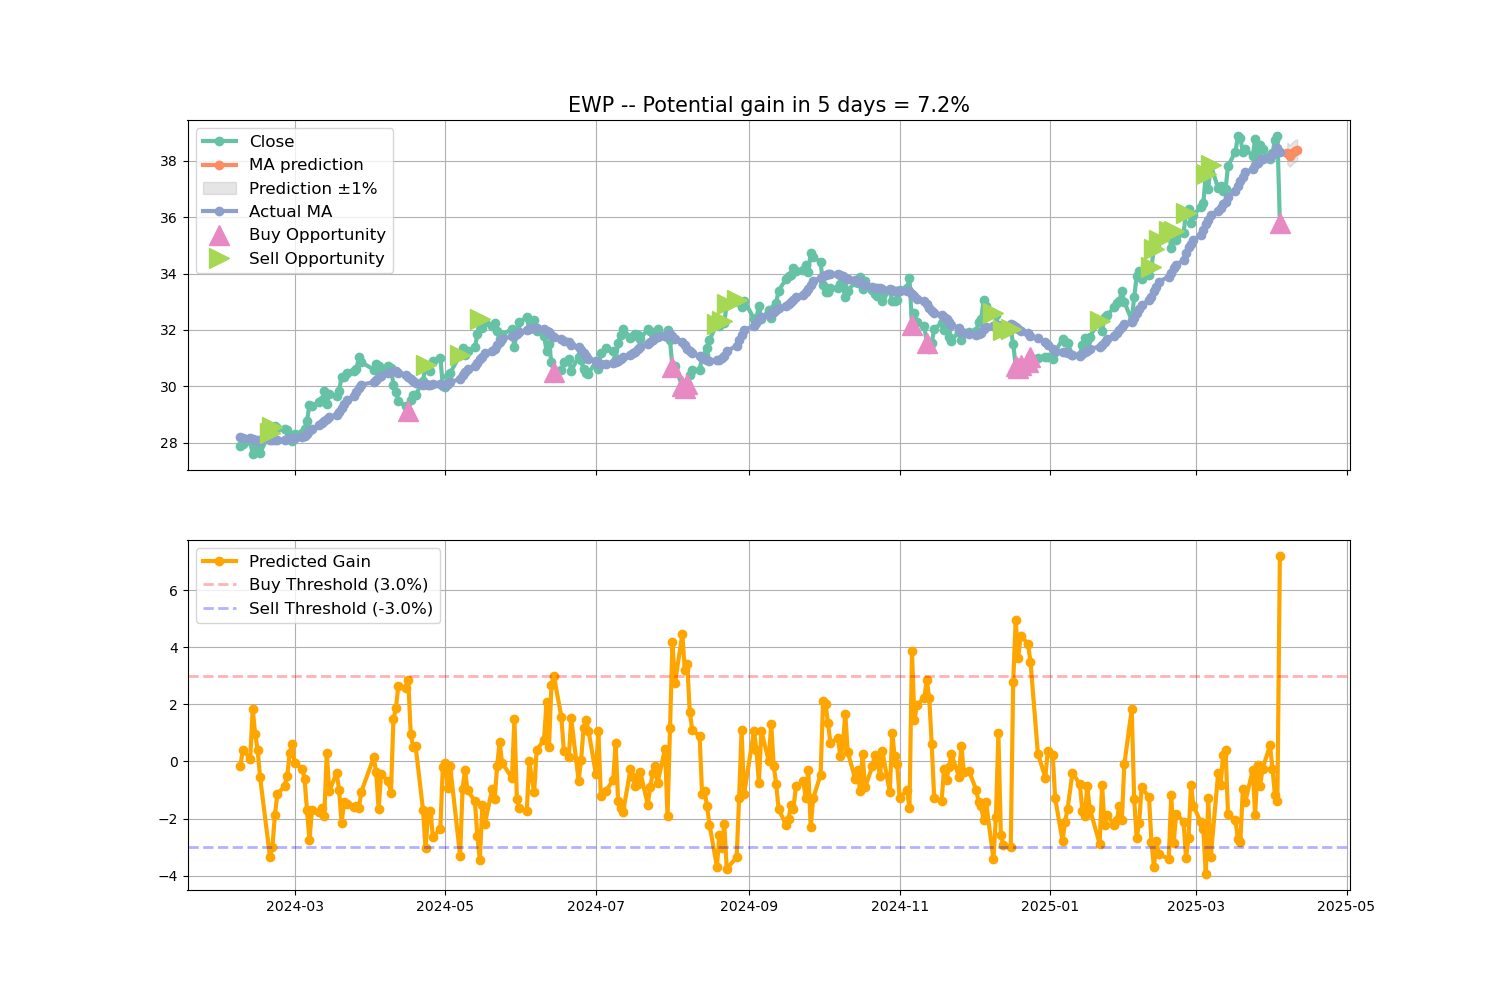 EWP -- Potential gain in 5 days = 7.2%
Close
MA prediction
Prediction ±1%
Actual MA
Buy Opportunity
Sell Opportunity
38
36
34
32
30
28
Predicted Gain
Buy Threshold (3.0%)
Sell Threshold (-3.0%)
6
4
2
0
−2
−4
2024-03 2024-05 2024-07 2024-09 2024-11 2025-01 2025-03 2025-05